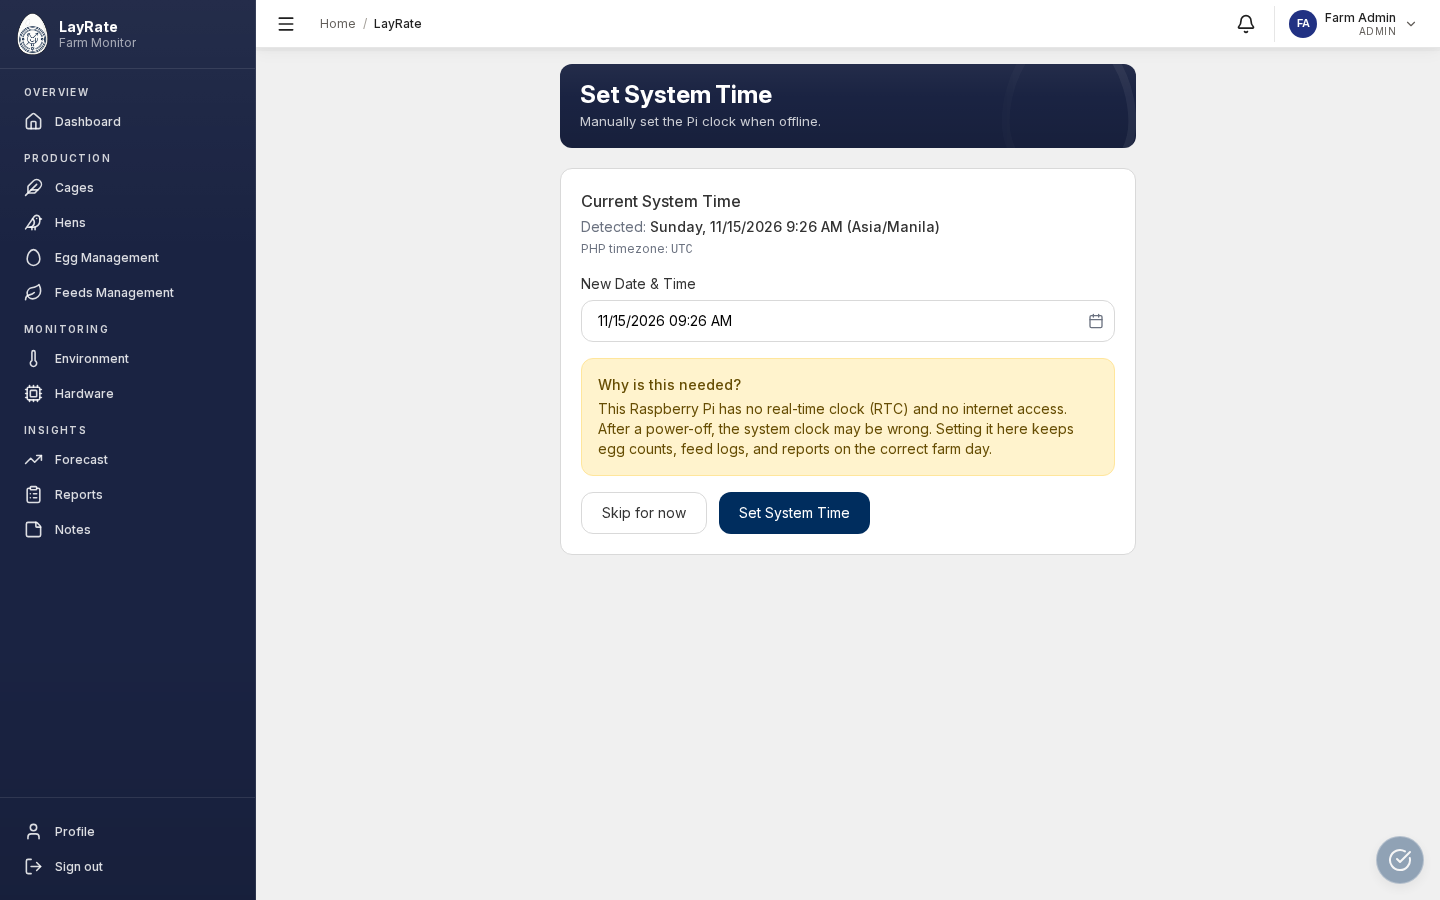 LayRate
Farm Monitor
OVERVIEW
Dashboard
PRODUCTION
Cages
Hens
Egg Management
Feeds Management
MONITORING
Environment
Hardware
INSIGHTS
Forecast
Reports
Notes
Profile
Sign out
Home / LayRate
FA
Farm Admin
ADMIN
Set System Time
Manually set the Pi clock when offline.
Current System Time
Detected: Sunday, 11/15/2026 9:26 AM (Asia/Manila)
PHP timezone: UTC
New Date & Time
11/15/2026 09:26 AM
Why is this needed?
This Raspberry Pi has no real-time clock (RTC) and no internet access.
After a power-off, the system clock may be wrong. Setting it here keeps
egg counts, feed logs, and reports on the correct farm day.
Skip for now
Set System Time